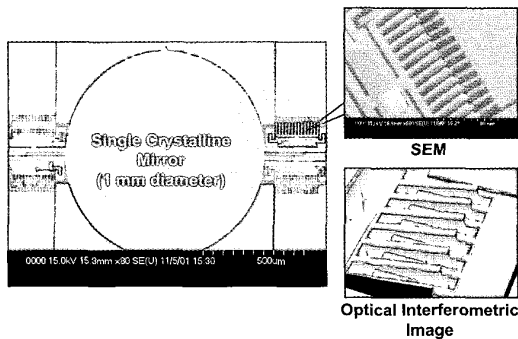 Single Crystalline
Mirror
(1 mm diameter)
0000 15.0kV 15.3mm x80 SE(U) 11/5/01 15:30
500um
SEM
Optical Interferometric
Image